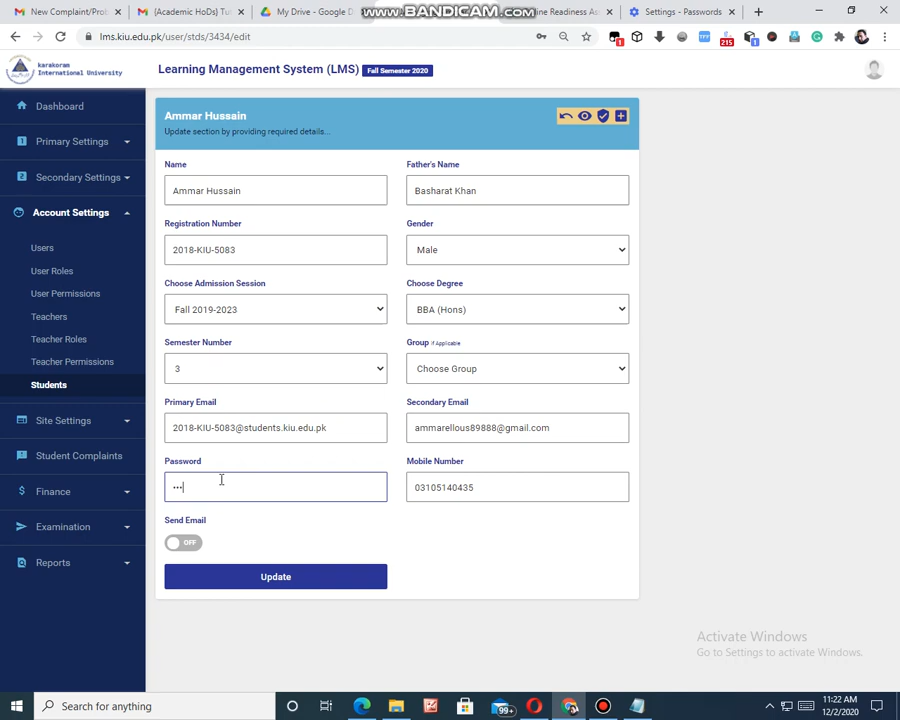 New Complaint/Prob
(Academic HoDs) Tu
My Drive - Google D
www.BANDICAM.com
line Readiness As
Settings - Passwords
lms.kiu.edu.pk/user/stds/3434/edit
1
215
1
karakoram
International University
Learning Management System (LMS) Fall Semester 2020
Dashboard
Primary Settings
Secondary Settings
Account Settings
Users
User Roles
User Permissions
Teachers
Teacher Roles
Teacher Permissions
Students
Site Settings
Student Complaints
Finance
Examination
Reports
Ammar Hussain
Update section by providing required details...
Name
Father's Name
Ammar Hussain
Basharat Khan
Registration Number
Gender
2018-KIU-5083
Male
Choose Admission Session
Choose Degree
Fall 2019-2023
BBA (Hons)
Semester Number
Group If Applicable
3
Choose Group
Primary Email
Secondary Email
2018-KIU-5083@students.kiu.edu.pk
ammarellous89888@gmail.com
Password
Mobile Number
•••
03105140435
Send Email
OFF
Update
Activate Windows
Go to Settings to activate Windows.
Search for anything
99+
11:22 AM
12/2/2020